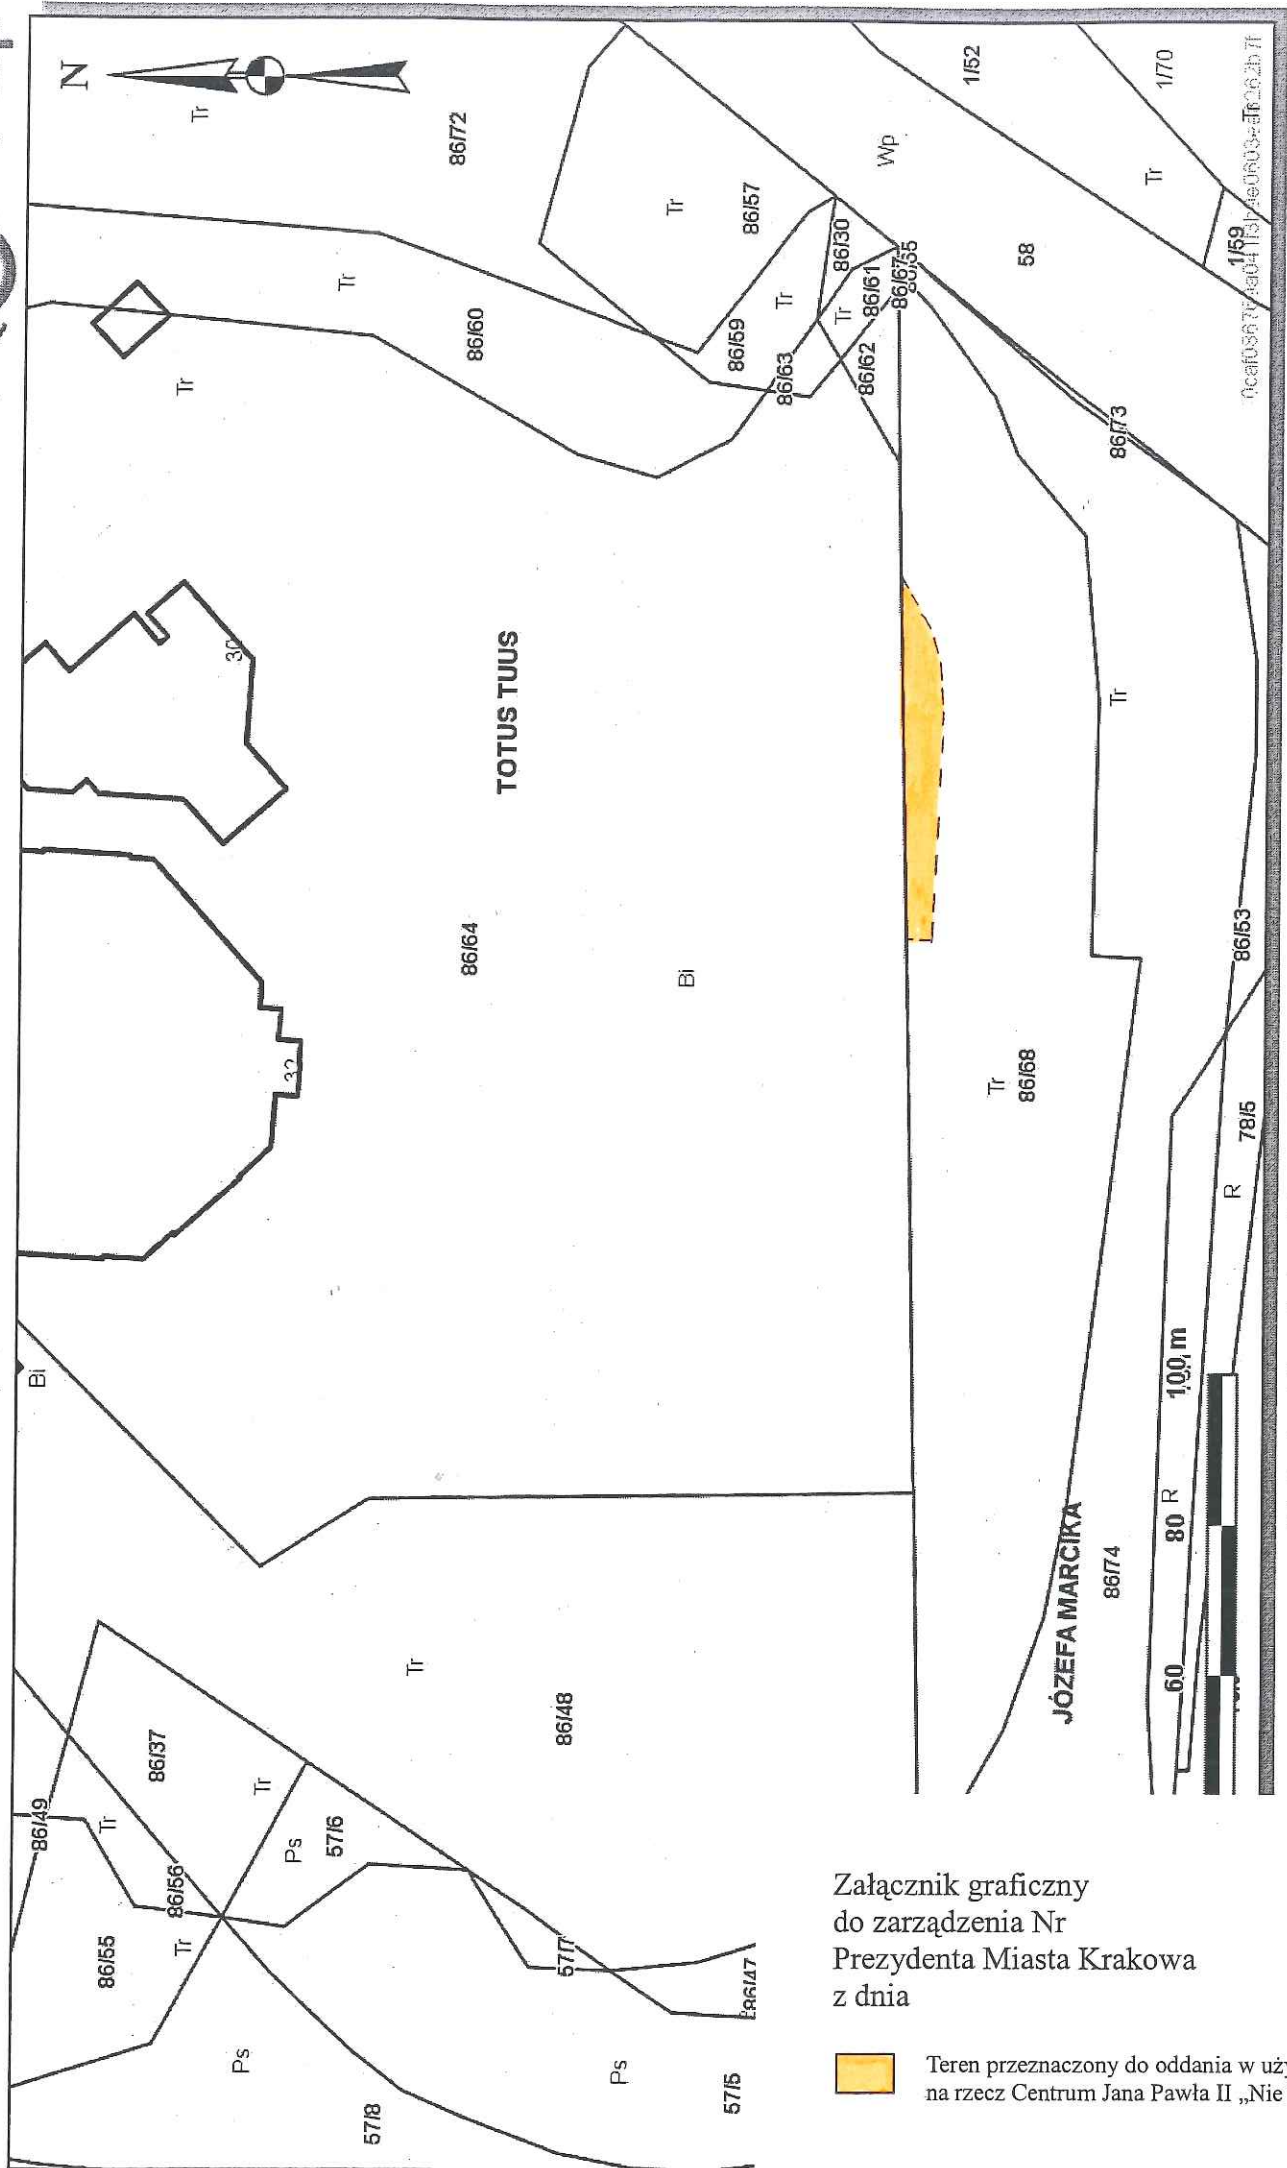 N
Tr
86/72
1/52
1/70
Wp
Tr
86/57
Tr
86/30
58
1/59
Tr
86/60
Tr
86/59
Tr
86/61
86/67
Tr
86/63
86/62
86/73
30
TOTUS TUUS
Tr
86/64
Bi
86/53
32
Tr
86/68
78/5
R
Bi
100 m
80
R
60
JÓZEFA MARCIKA
86/74
Tr
86/48
86/37
Tr
86/49
Tr
Ps
57/6
86/56
86/55
Tr
57/7
86/47
Ps
Ps
57/8
57/5
Załącznik graficzny
do zarządzenia Nr
Prezydenta Miasta Krakowa
z dnia
Teren przeznaczony do oddania w uży
na rzecz Centrum Jana Pawła II „Nie